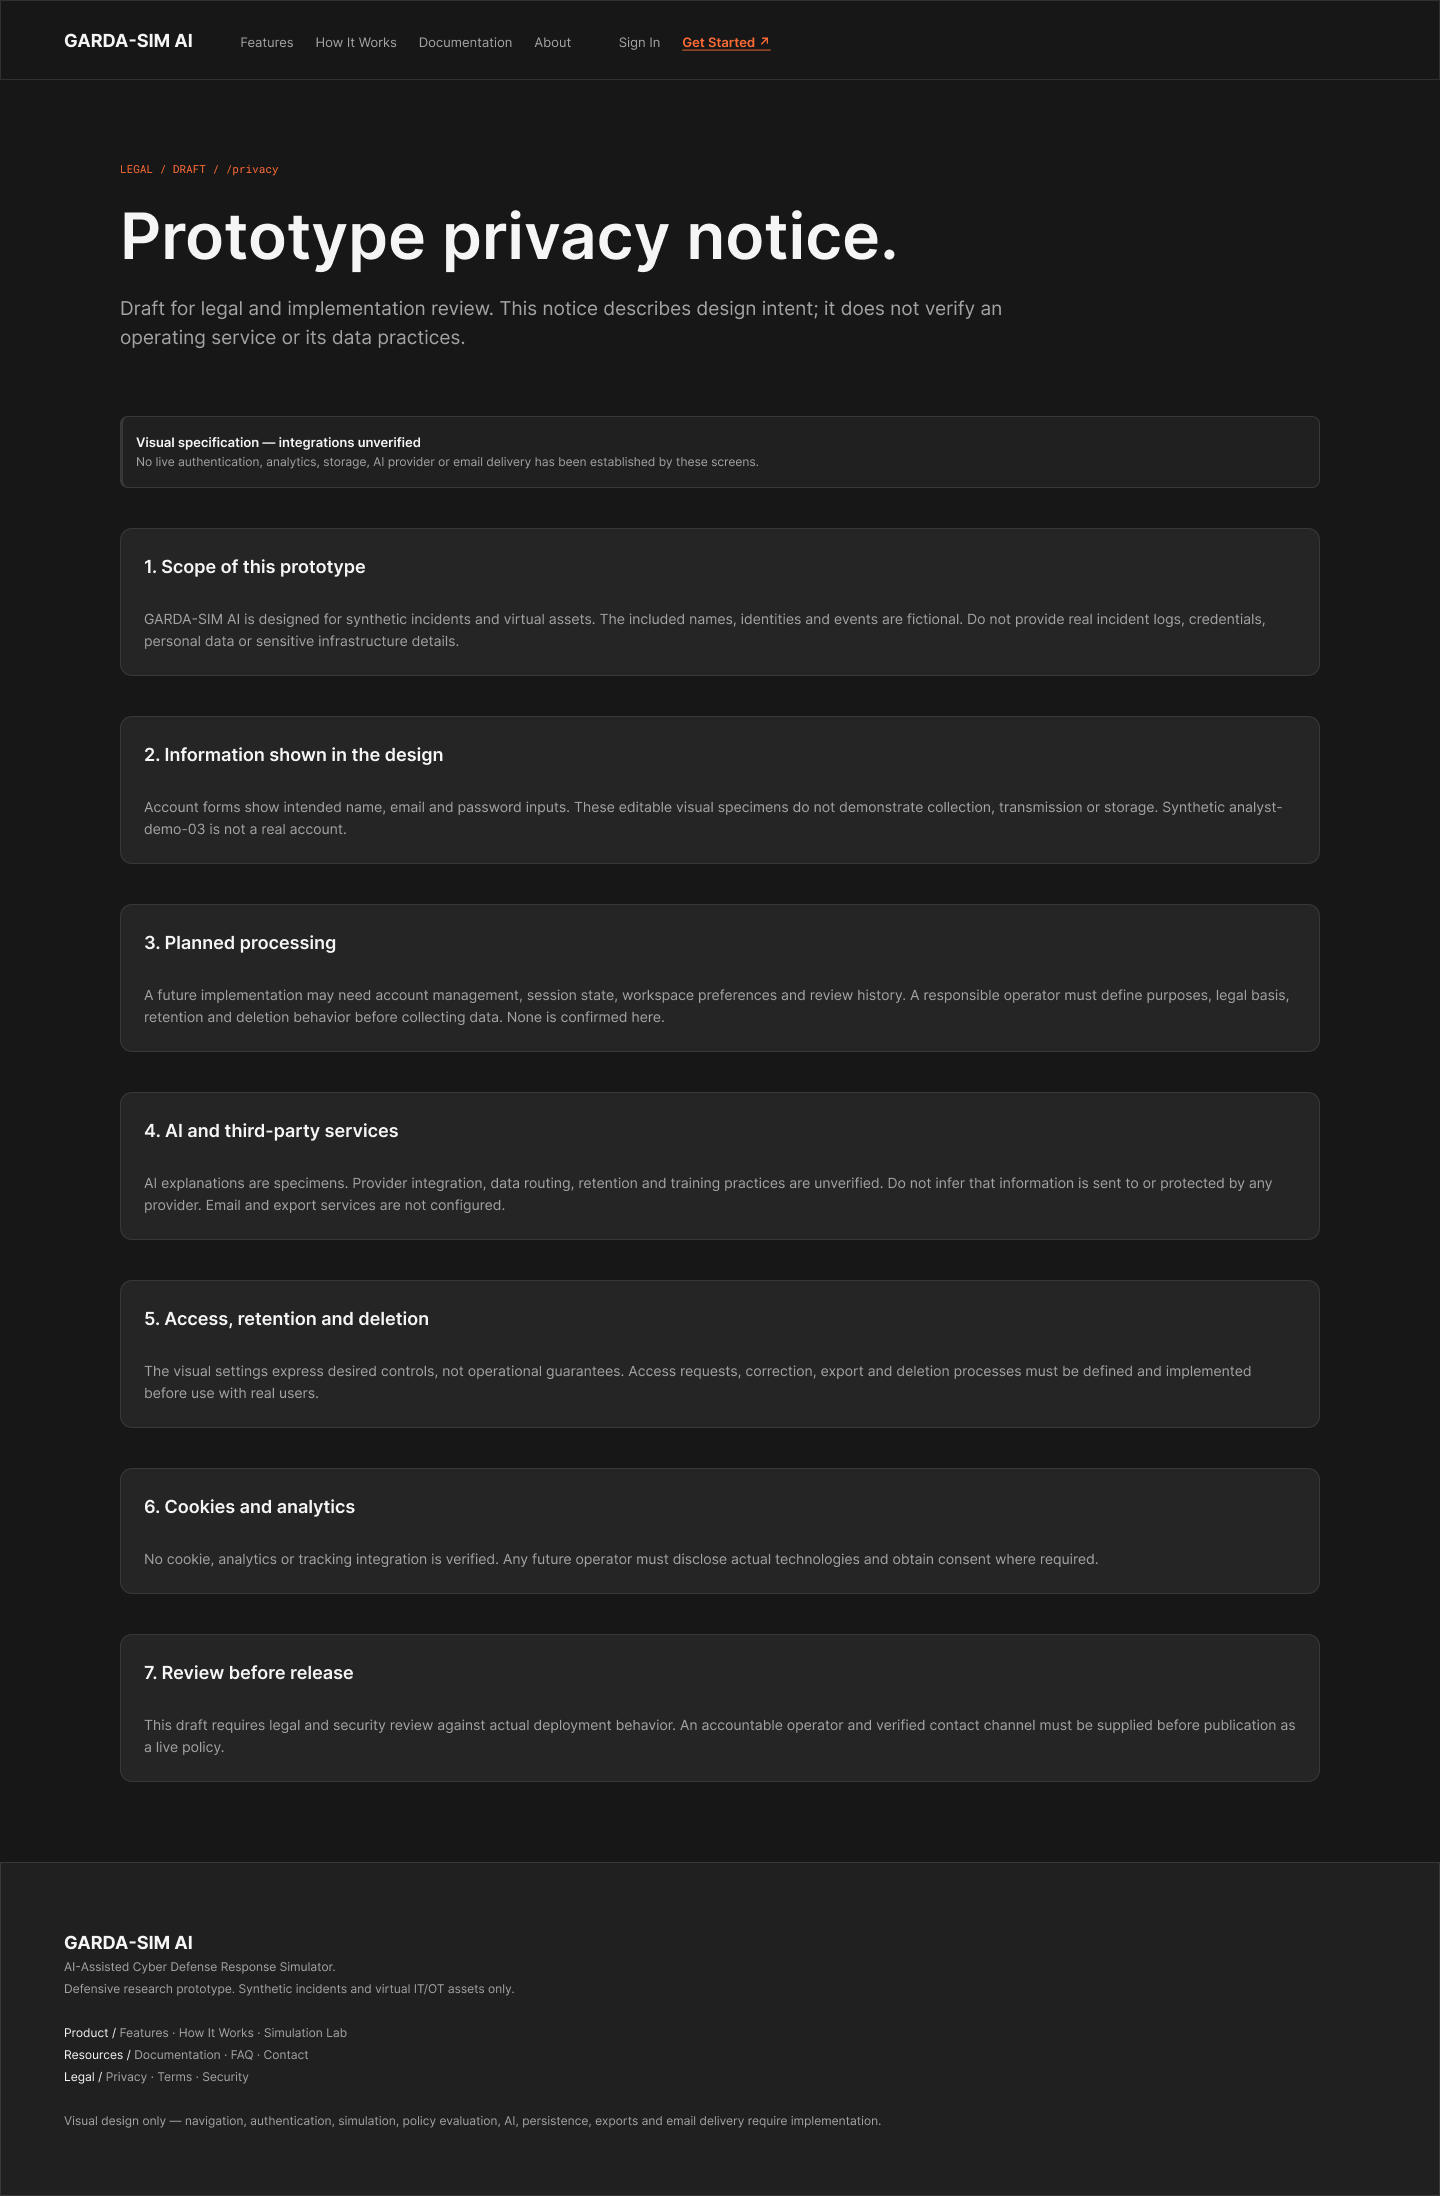 GARDA-SIM AI
Features
How It Works
Documentation
About
Sign In
Get Started ↗
LEGAL / DRAFT / /privacy
Prototype privacy notice.
Draft for legal and implementation review. This notice describes design intent; it does not verify an
operating service or its data practices.
Visual specification — integrations unverified
No live authentication, analytics, storage, AI provider or email delivery has been established by these screens.
1. Scope of this prototype
GARDA-SIM AI is designed for synthetic incidents and virtual assets. The included names, identities and events are fictional. Do not provide real incident logs, credentials,
personal data or sensitive infrastructure details.
2. Information shown in the design
Account forms show intended name, email and password inputs. These editable visual specimens do not demonstrate collection, transmission or storage. Synthetic analyst-
demo-03 is not a real account.
3. Planned processing
A future implementation may need account management, session state, workspace preferences and review history. A responsible operator must define purposes, legal basis,
retention and deletion behavior before collecting data. None is confirmed here.
4. AI and third-party services
AI explanations are specimens. Provider integration, data routing, retention and training practices are unverified. Do not infer that information is sent to or protected by any
provider. Email and export services are not configured.
5. Access, retention and deletion
The visual settings express desired controls, not operational guarantees. Access requests, correction, export and deletion processes must be defined and implemented
before use with real users.
6. Cookies and analytics
No cookie, analytics or tracking integration is verified. Any future operator must disclose actual technologies and obtain consent where required.
7. Review before release
This draft requires legal and security review against actual deployment behavior. An accountable operator and verified contact channel must be supplied before publication as
a live policy.
GARDA-SIM AI
AI-Assisted Cyber Defense Response Simulator.
Defensive research prototype. Synthetic incidents and virtual IT/OT assets only.
Product / Features · How It Works · Simulation Lab
Resources / Documentation · FAQ · Contact
Legal / Privacy · Terms · Security
Visual design only — navigation, authentication, simulation, policy evaluation, AI, persistence, exports and email delivery require implementation.